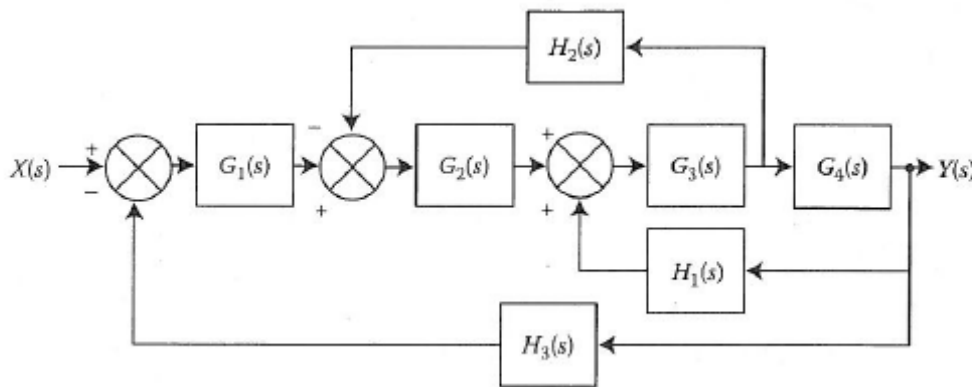 H₂(s)
X(s)
+
−
G₁(s)
−
+
G₂(s)
+
+
G₃(s)
G₄(s)
Y(s)
H₁(s)
H₃(s)